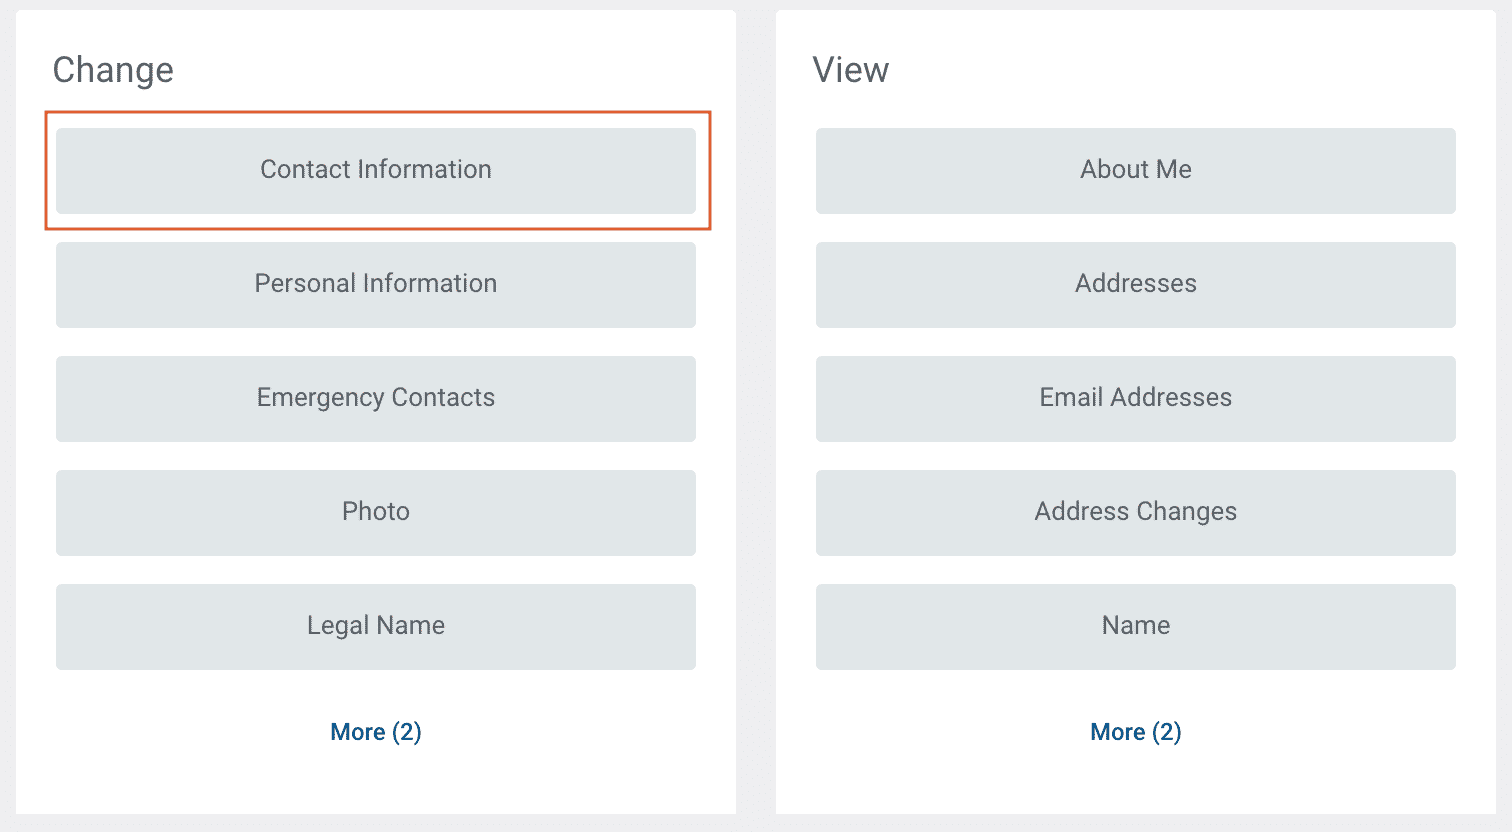 Change
Contact Information
Personal Information
Emergency Contacts
Photo
Legal Name
More (2)
View
About Me
Addresses
Email Addresses
Address Changes
Name
More (2)